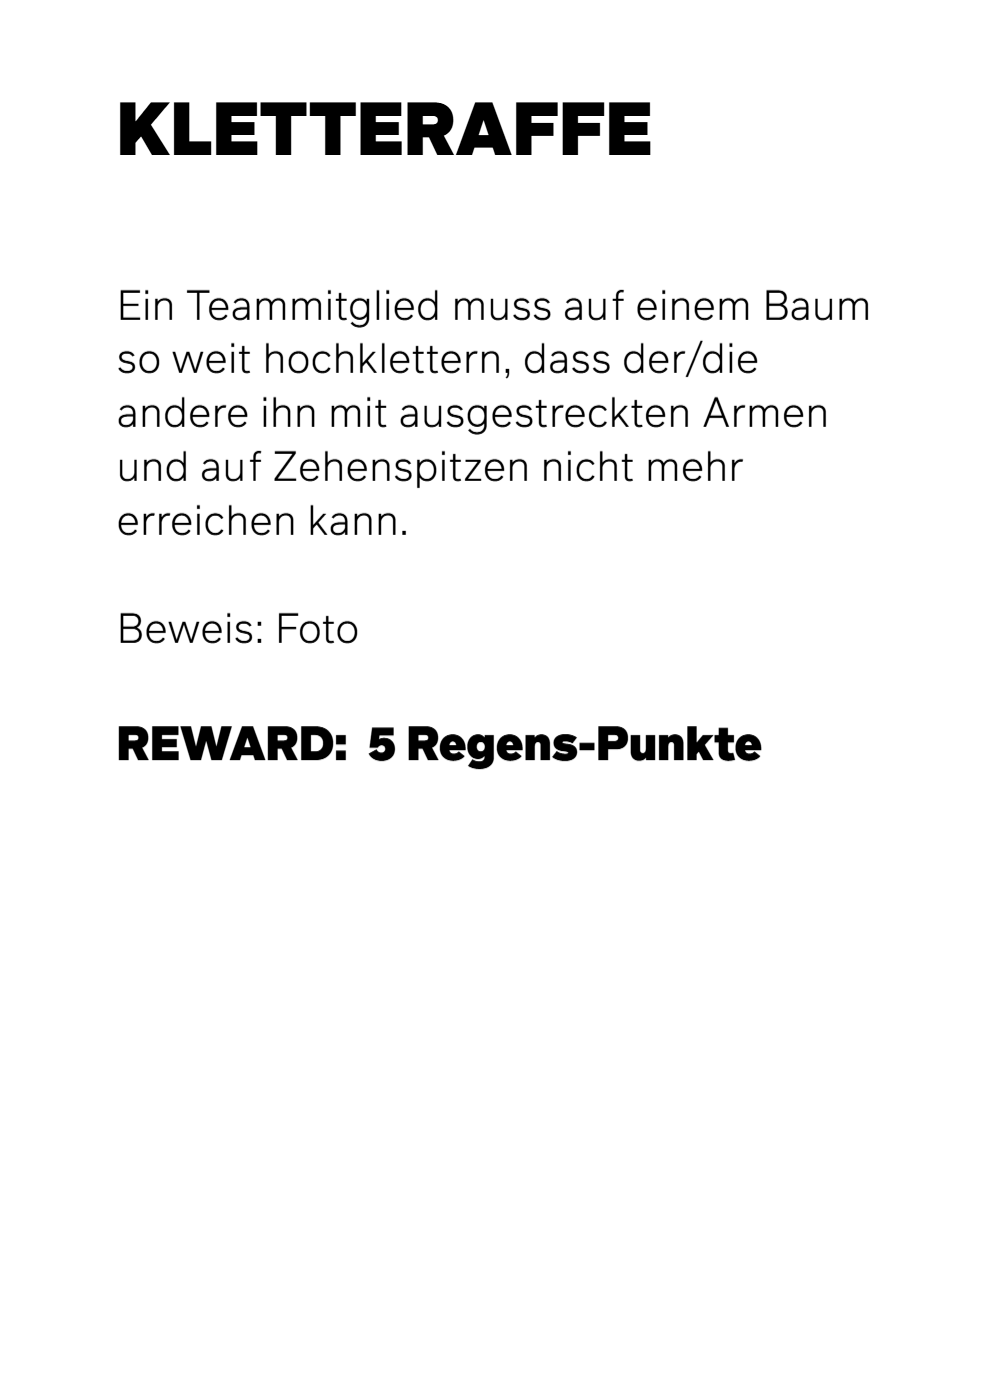 KLETTERAFFE
Ein Teammitglied muss auf einem Baum
so weit hochklettern, dass der/die
andere ihn mit ausgestreckten Armen
und auf Zehenspitzen nicht mehr
erreichen kann.
Beweis: Foto
REWARD:  5 Regens-Punkte